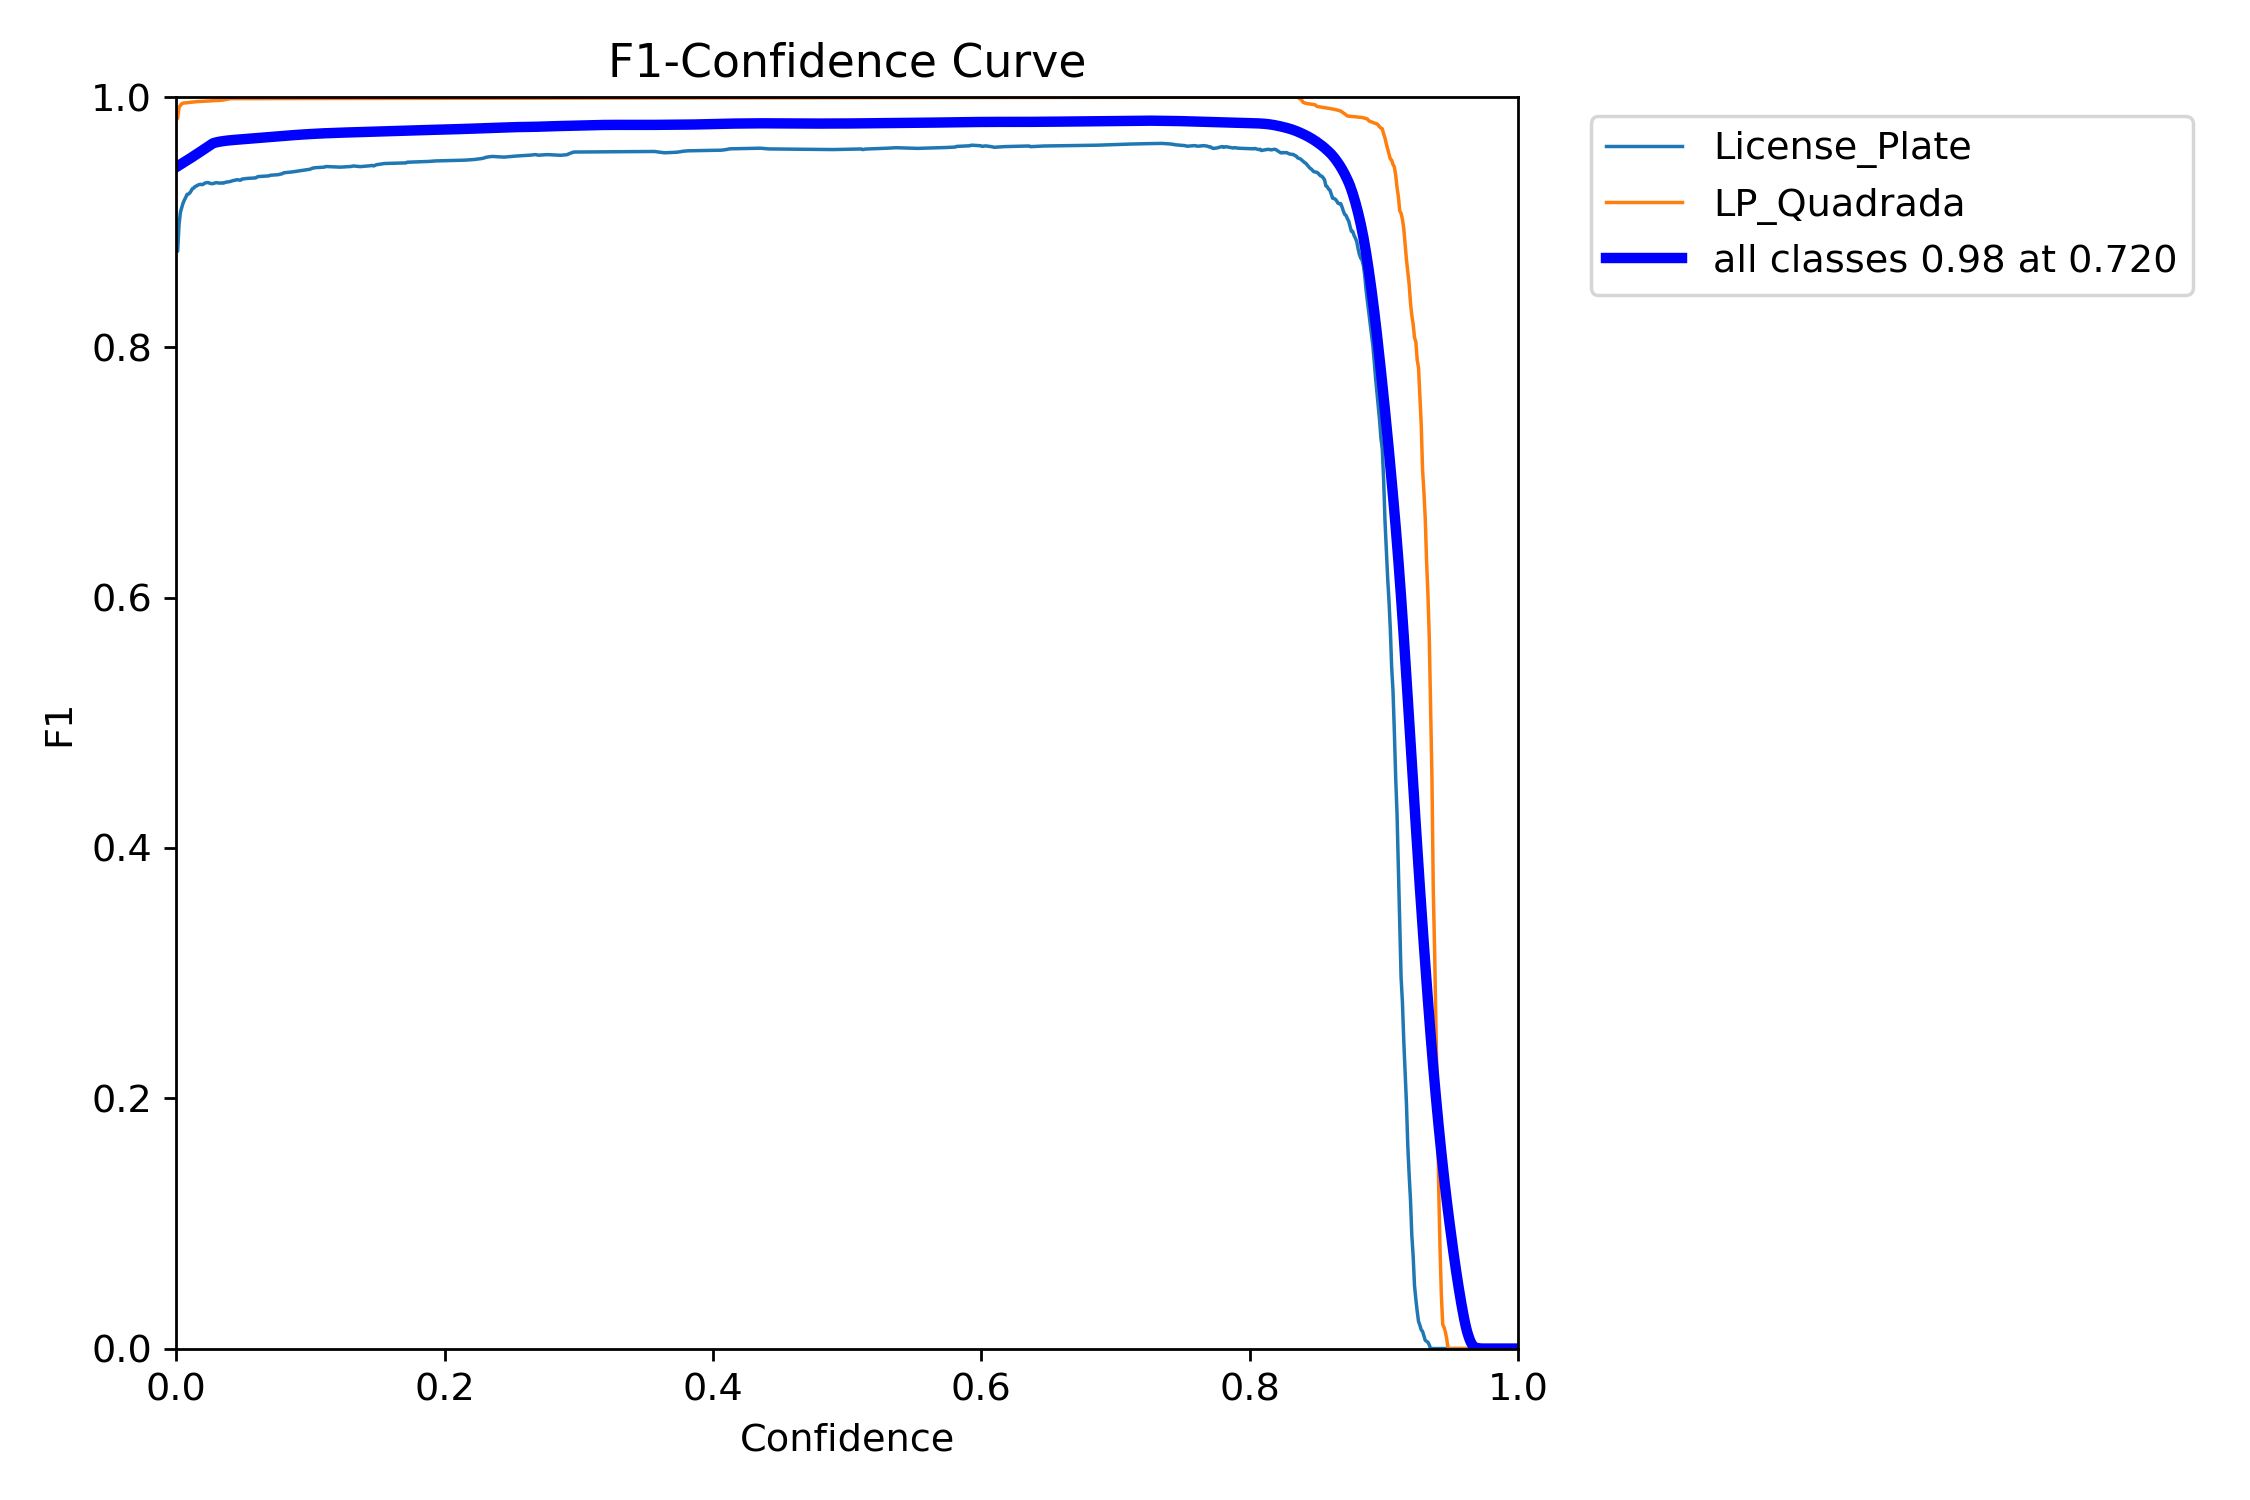 F1-Confidence Curve
1.0
0.8
0.6
0.4
0.2
0.0
F1
0.0 0.2 0.4 0.6 0.8 1.0
Confidence
License_Plate
LP_Quadrada
all classes 0.98 at 0.720